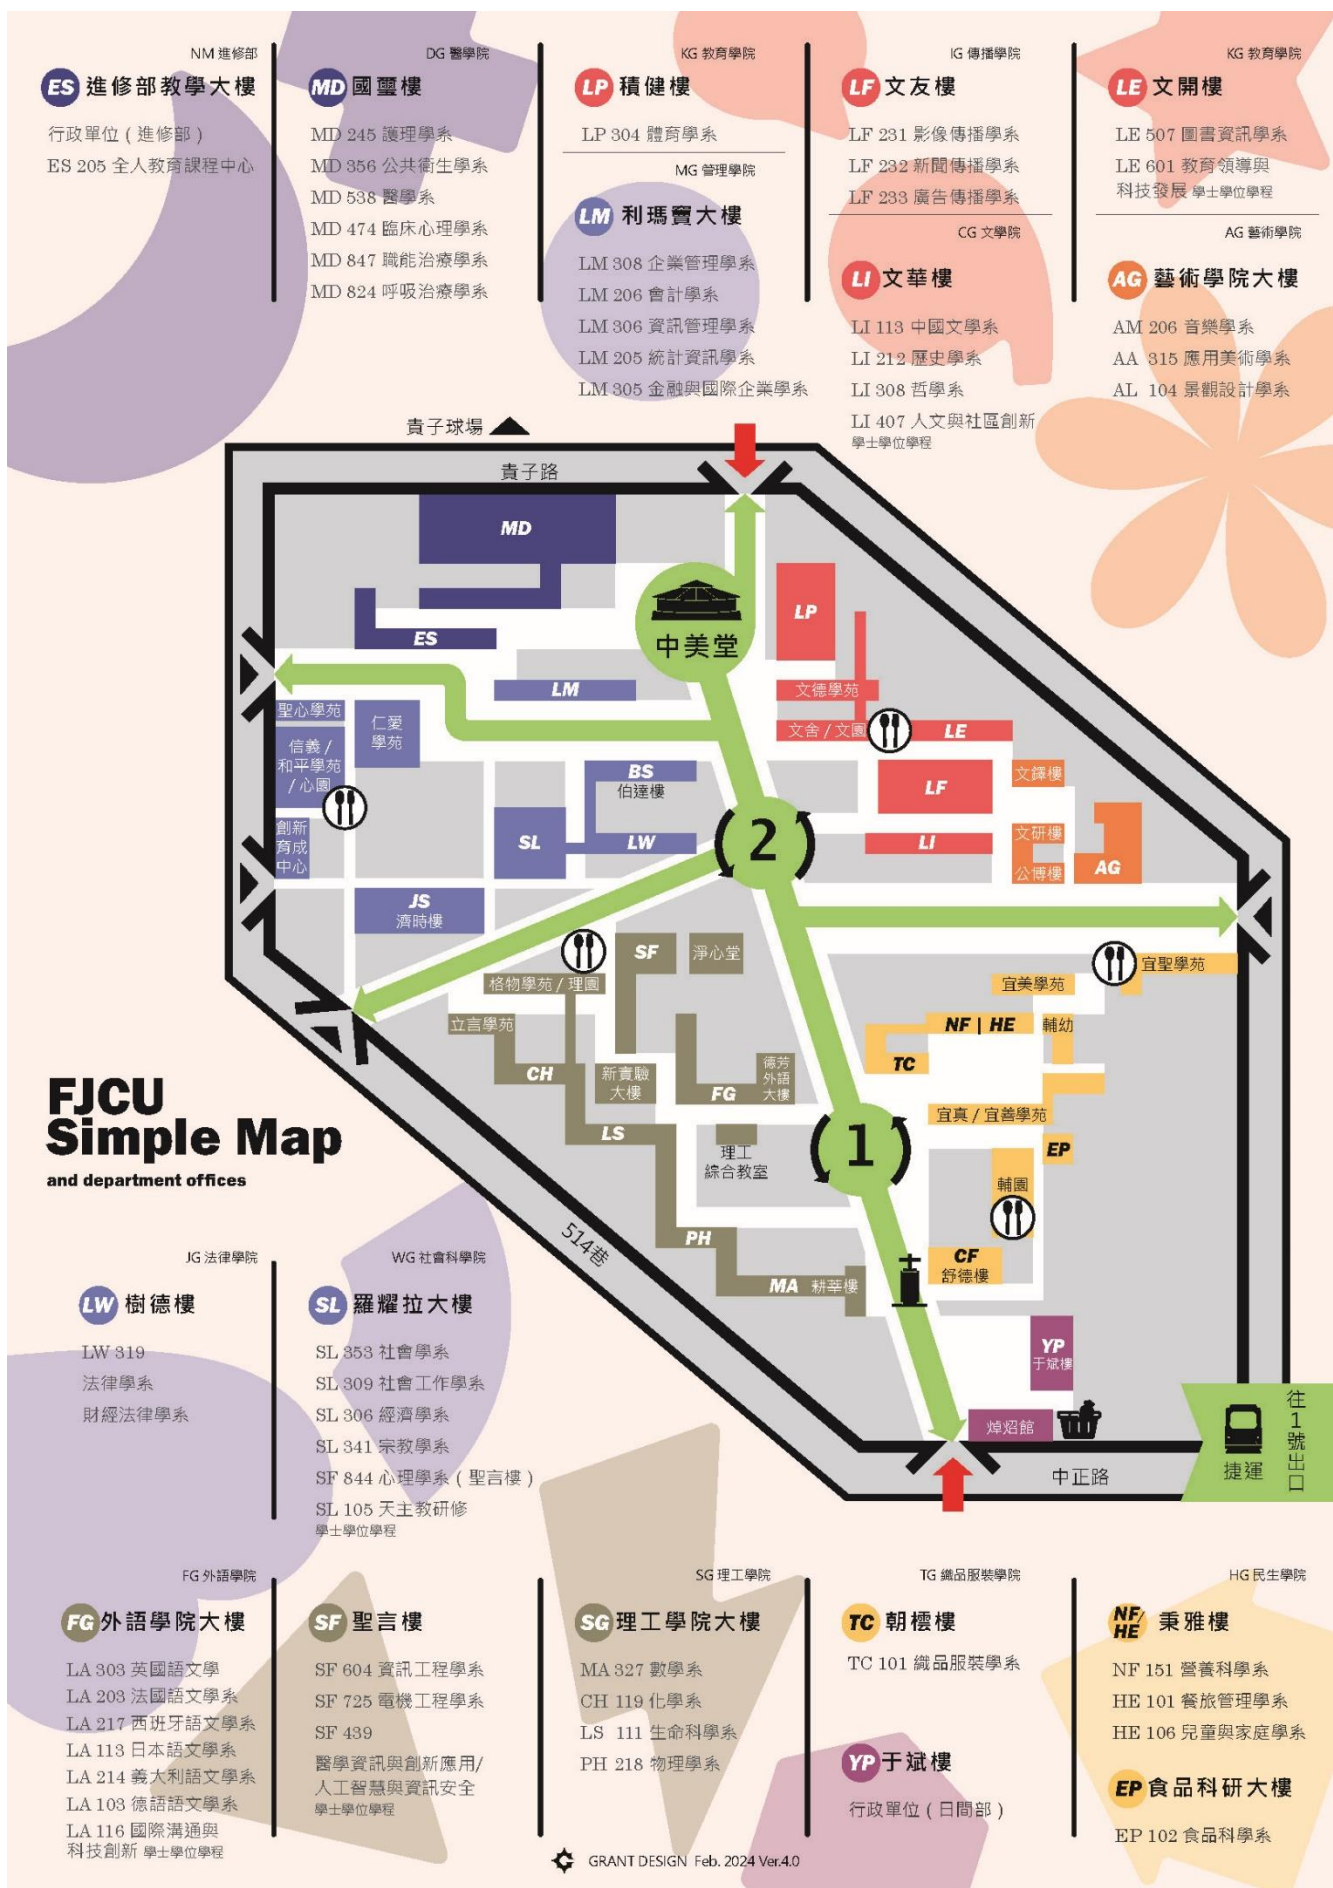 NM 進修部
ES 進修部教學大樓
行政單位 ( 進修部 )
ES 205 全人教育課程中心
DG 醫學院
MD 國璽樓
MD 245 護理學系
MD 356 公共衛生學系
MD 538 醫學系
MD 474 臨床心理學系
MD 847 職能治療學系
MD 824 呼吸治療學系
KG 教育學院
LP 積健樓
LP 304 體育學系
MG 管理學院
LM 利瑪竇大樓
LM 308 企業管理學系
LM 206 會計學系
LM 306 資訊管理學系
LM 205 統計資訊學系
LM 305 金融與國際企業學系
IG 傳播學院
LF 文友樓
LF 231 影像傳播學系
LF 232 新聞傳播學系
LF 233 廣告傳播學系
CG 文學院
LI 文華樓
LI 113 中國文學系
LI 212 歷史學系
LI 308 哲學系
LI 407 人文與社區創新
學士學位學程
KG 教育學院
LE 文開樓
LE 507 圖書資訊學系
LE 601 教育領導與
科技發展 學士學位學程
AG 藝術學院
AG 藝術學院大樓
AM 206 音樂學系
AA 315 應用美術學系
AL 104 景觀設計學系
貴子球場
貴子路
MD
中美堂
LP
ES
LM
文德學苑
聖心學苑
仁愛
學苑
文舍 / 文園
LE
信義 /
和平學苑
/ 心園
BS
伯達樓
文鐸樓
LF
創新
育成
中心
SL
LW
2
LI
文研樓
公博樓
AG
JS
濟時樓
SF
淨心堂
宜聖學苑
格物學苑 / 理園
宜美學苑
立言學苑
NF | HE
輔幼
CH
新實驗
大樓
FG
德芳
外語
大樓
TC
宜真 / 宜善學苑
LS
理工
綜合教室
1
EP
輔園
PH
CF
舒德樓
MA 耕莘樓
514巷
YP
于斌樓
焯炤館
中正路
捷運
往1號出口
FJCU
Simple Map
and department offices
JG 法律學院
LW 樹德樓
LW 319
法律學系
財經法律學系
WG 社會科學院
SL 羅耀拉大樓
SL 353 社會學系
SL 309 社會工作學系
SL 306 經濟學系
SL 341 宗教學系
SF 844 心理學系 ( 聖言樓 )
SL 105 天主教研修
學士學位學程
FG 外語學院
FG 外語學院大樓
LA 303 英國語文學
LA 203 法國語文學系
LA 217 西班牙語文學系
LA 113 日本語文學系
LA 214 義大利語文學系
LA 103 德語語文學系
LA 116 國際溝通與
科技創新 學士學位學程
SF 聖言樓
SF 604 資訊工程學系
SF 725 電機工程學系
SF 439
醫學資訊與創新應用/
人工智慧與資訊安全
學士學位學程
SG 理工學院
SG 理工學院大樓
MA 327 數學系
CH 119 化學系
LS 111 生命科學系
PH 218 物理學系
TG 織品服裝學院
TC 朝橒樓
TC 101 織品服裝學系
YP 于斌樓
行政單位 ( 日間部 )
HG 民生學院
NF/
HE 秉雅樓
NF 151 營養科學系
HE 101 餐旅管理學系
HE 106 兒童與家庭學系
EP 食品科研大樓
EP 102 食品科學系
GRANT DESIGN Feb. 2024 Ver.4.0